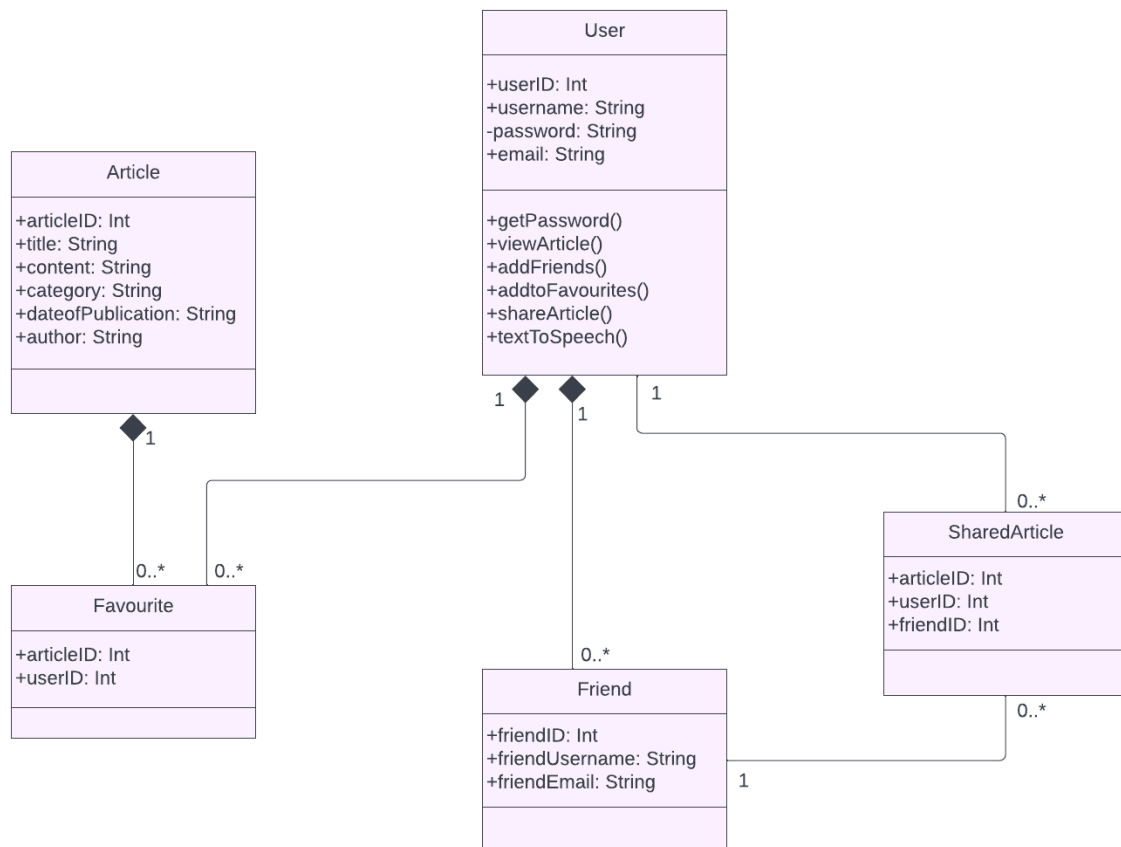 User
+userID: Int
+username: String
-password: String
+email: String
+getPassword()
+viewArticle()
+addFriends()
+addtoFavourites()
+shareArticle()
+textToSpeech()
Article
+articleID: Int
+title: String
+content: String
+category: String
+dateofPublication: String
+author: String
1
1
1
1
0..*
0..*
0..*
0..*
Favourite
+articleID: Int
+userID: Int
SharedArticle
+articleID: Int
+userID: Int
+friendID: Int
0..*
Friend
+friendID: Int
+friendUsername: String
+friendEmail: String
1